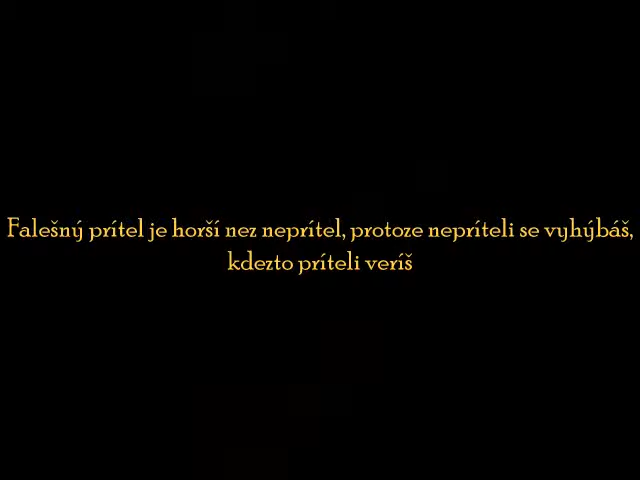 Falešný prítel je horší nez neprítel, protoze nepríteli se vyhýbáš,
kdezto príteli veríš